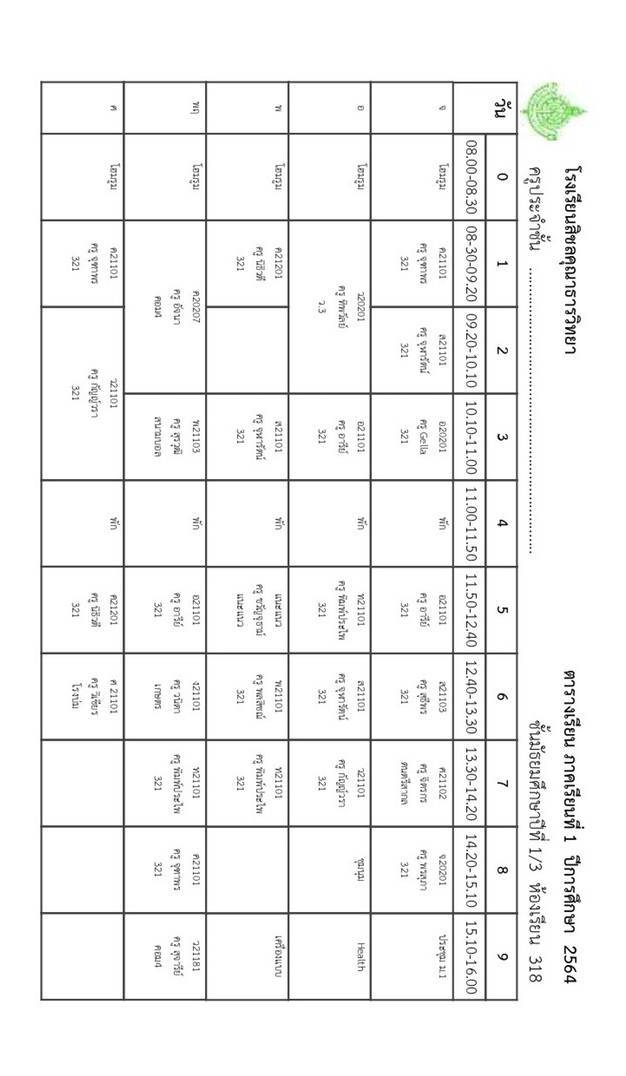 โรงเรียนสิชลคุณาธารวิทยา
ตารางเรียน ภาคเรียนที่ 1 ปีการศึกษา 2564
ครูประจำชั้น ....................................................................
ชั้นมัธยมศึกษาปีที่ 1/3 ห้องเรียน 318
วัน 0 1 2 3 4 5 6 7 8 9
08.00-08.30 08-30-09.20 09.20-10.10 10.10-11.00 11.00-11.50 11.50-12.40 12.40-13.30 13.30-14.20 14.20-15.10 15.10-16.00
จ โฮมรูม ค21101 ส21101 อ20201 พัก อ21101 ส21103 ศ21102 จ20201 ประชุม ม.1
ครู จุฑาพร ครู จุฬารัตน์ ครู Gella ครู อารีย์ ครู สุธีพร ครู จิตรกร ครู พรสุภา
321 321 321 321 321 ดนตรีสากล 321
อ โฮมรูม ว20201 อ21101 พัก ท21101 ส21101 ว21101 ชุมนุม Health
ครู ทิพวัลย์ ครู อารีย์ ครู พิมพ์ประไพ ครู จุฬารัตน์ ครู กัญญ์วรา
ว.3 321 321 321 321
พ โฮมรูม ค21201 ส21101 พัก แนะแนว พ21101 ท21101 เครื่องแบบ
ครู นิธิวดี ครู จุฬารัตน์ ครู ขวัญจุฑาม์ ครู พลสิชณ์ ครู พิมพ์ประไพ
321 321 แนะแนว 321 321
พฤ โฮมรูม ค20207 พ21103 พัก อ21101 ง21101 ท21101 ค21101 ว21181
ครู อัจนา ครู สุรวุฒิ ครู อารีย์ ครู วนิดา ครู พิมพ์ประไพ ครู จุฑาพร ครู สุจารีย์
คอม4 สนามบอล 321 เกษตร 321 321 คอม4
ศ โฮมรูม ค21101 ว21101 พัก ค21201 ศ 21101
ครู จุฑาพร ครู กัญญ์วรา ครู นิธิวดี ครู วิเชียร
321 321 321 โรงบ่ม